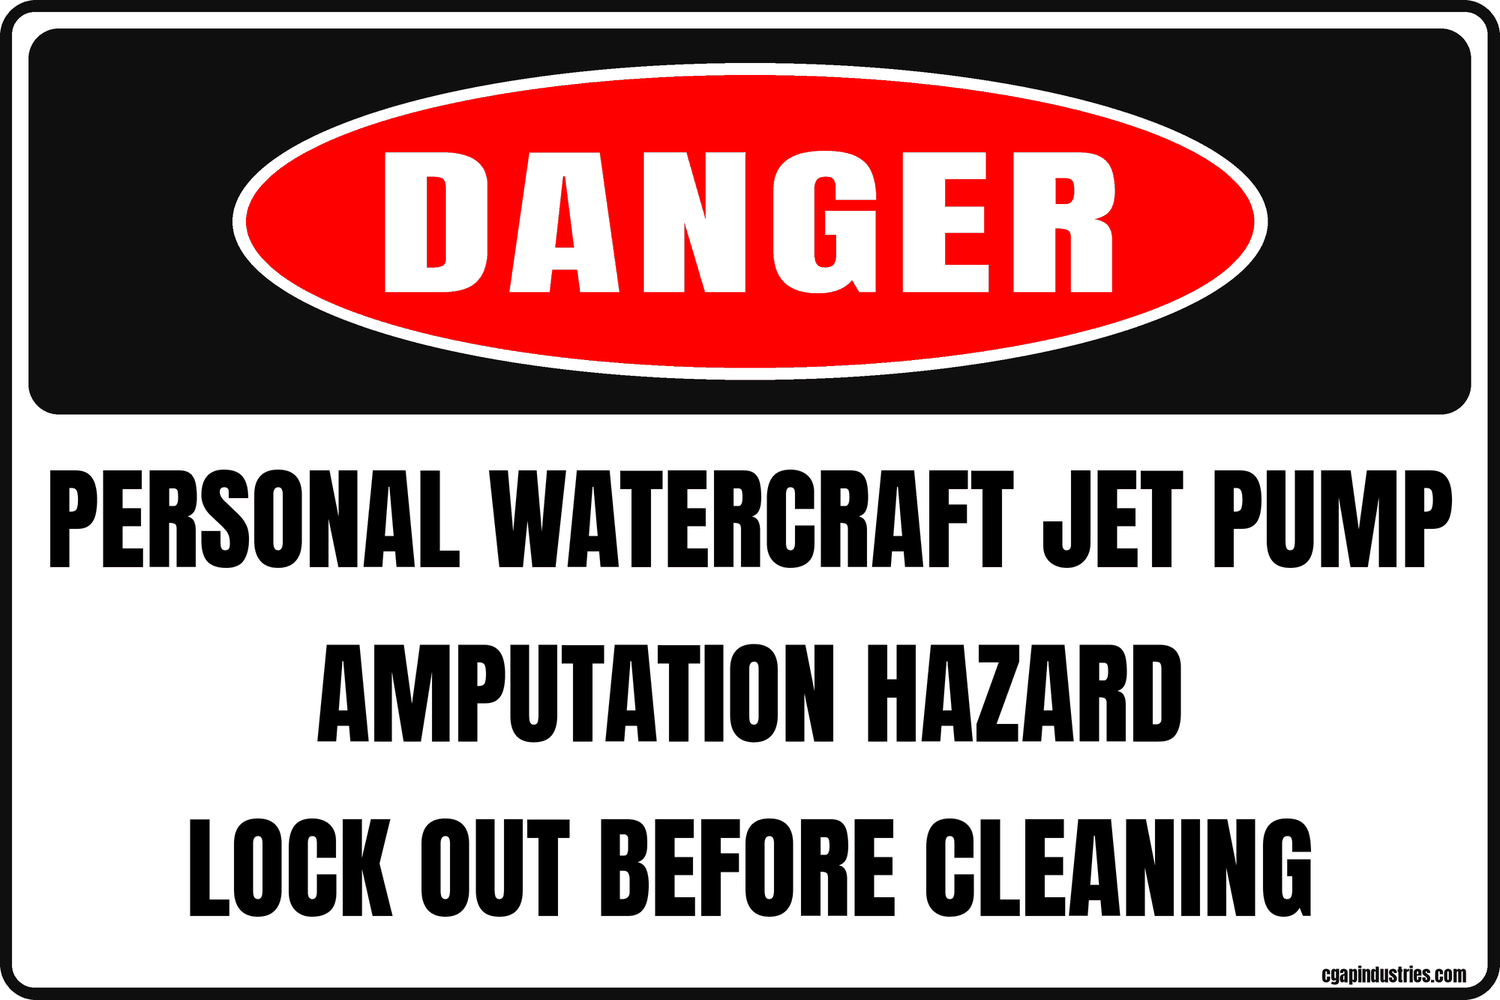 DANGER
PERSONAL WATERCRAFT JET PUMP
AMPUTATION HAZARD
LOCK OUT BEFORE CLEANING
cgapindustries.com